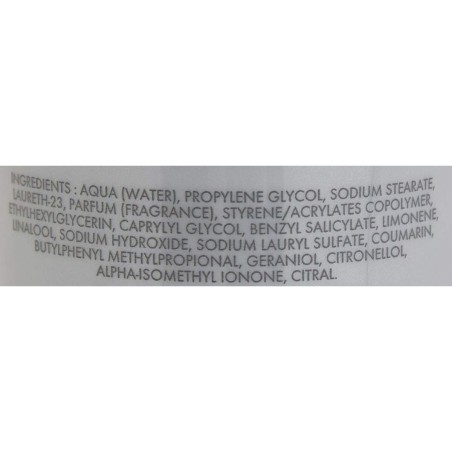 INGREDIENTS : AQUA (WATER), PROPYLENE GLYCOL, SODIUM STEARATE,
LAURETH-23, PARFUM (FRAGRANCE), STYRENE/ACRYLATES COPOLYMER,
ETHYLHEXYLGLYCERIN, CAPRYLYL GLYCOL, BENZYL SALICYLATE, LIMONENE,
LINALOOL, SODIUM HYDROXIDE, SODIUM LAURYL SULFATE, COUMARIN,
BUTYLPHENYL METHYLPROPIONAL, GERANIOL, CITRONELLOL,
ALPHA-ISOMETHYL IONONE, CITRAL.